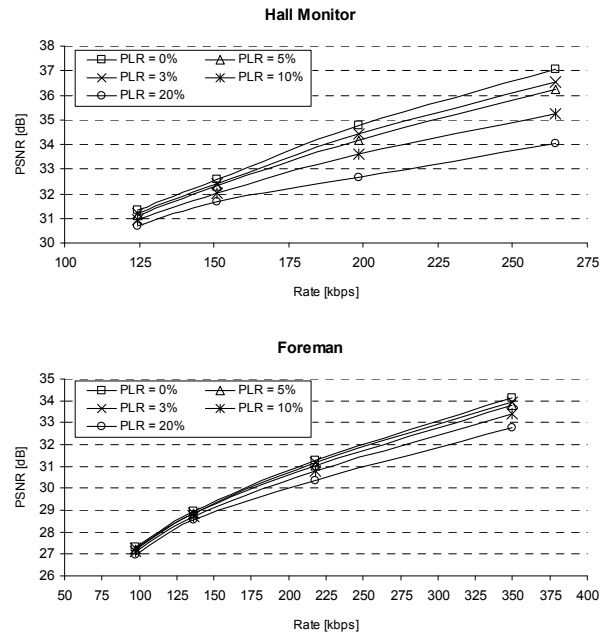 Hall Monitor
38
37
36
35
34
33
32
31
30
PSNR [dB]
PLR = 0% PLR = 5%
PLR = 3% PLR = 10%
PLR = 20%
100 125 150 175 200 225 250 275
Rate [kbps]
Foreman
35
34
33
32
31
30
29
28
27
26
PSNR [dB]
PLR = 0% PLR = 5%
PLR = 3% PLR = 10%
PLR = 20%
50 75 100 125 150 175 200 225 250 275 300 325 350 375 400
Rate [kbps]